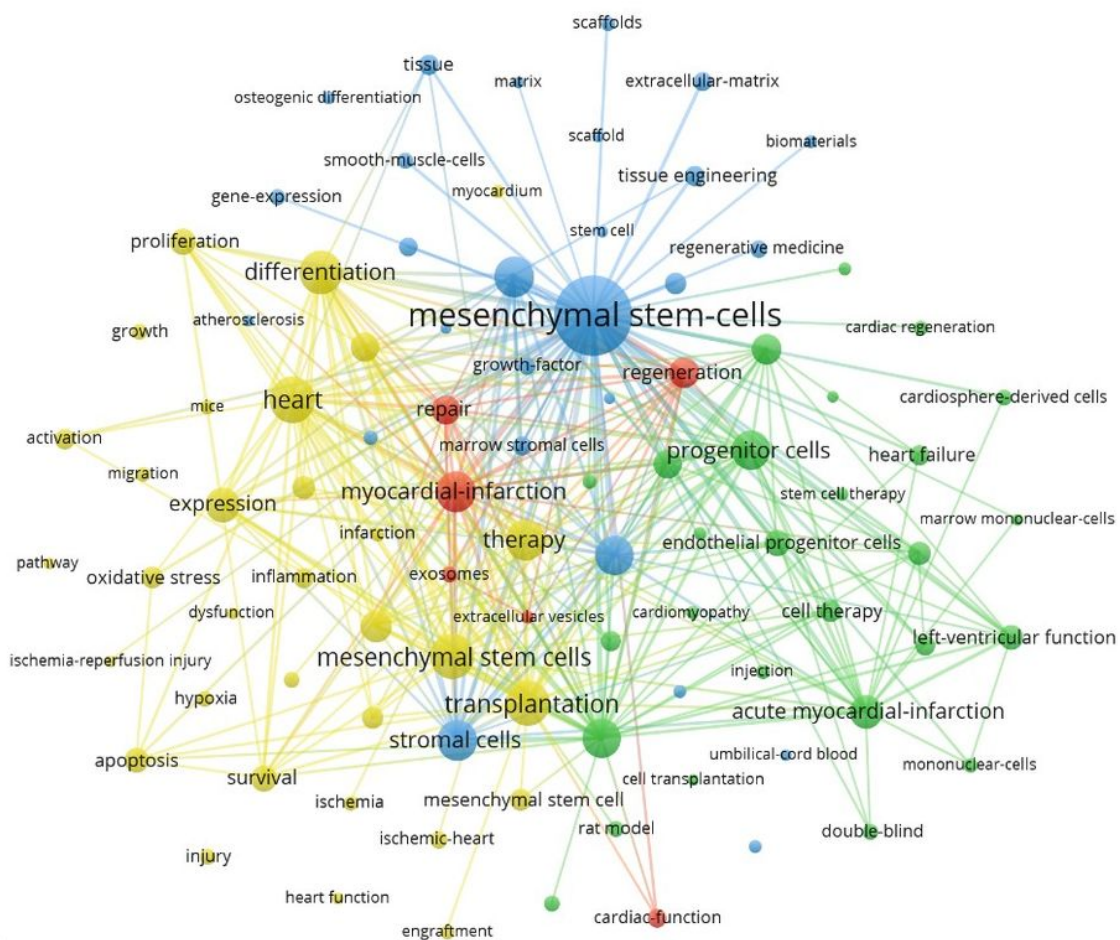 scaffolds
tissue
matrix
extracellular-matrix
osteogenic differentiation
scaffold
biomaterials
smooth-muscle-cells
tissue engineering
myocardium
gene-expression
stem cell
proliferation
regenerative medicine
differentiation
mesenchymal stem-cells
atherosclerosis
growth
cardiac regeneration
growth-factor
regeneration
heart
mice
repair
cardiosphere-derived cells
activation
marrow stromal cells
progenitor cells
heart failure
migration
myocardial-infarction
stem cell therapy
expression
infarction
therapy
marrow mononuclear-cells
endothelial progenitor cells
pathway
oxidative stress
inflammation
exosomes
dysfunction
extracellular vesicles
cardiomyopathy
cell therapy
left-ventricular function
ischemia-reperfusion injury
mesenchymal stem cells
injection
hypoxia
transplantation
acute myocardial-infarction
stromal cells
apoptosis
umbilical-cord blood
mononuclear-cells
survival
cell transplantation
ischemia
mesenchymal stem cell
rat model
double-blind
ischemic-heart
injury
heart function
cardiac-function
engraftment